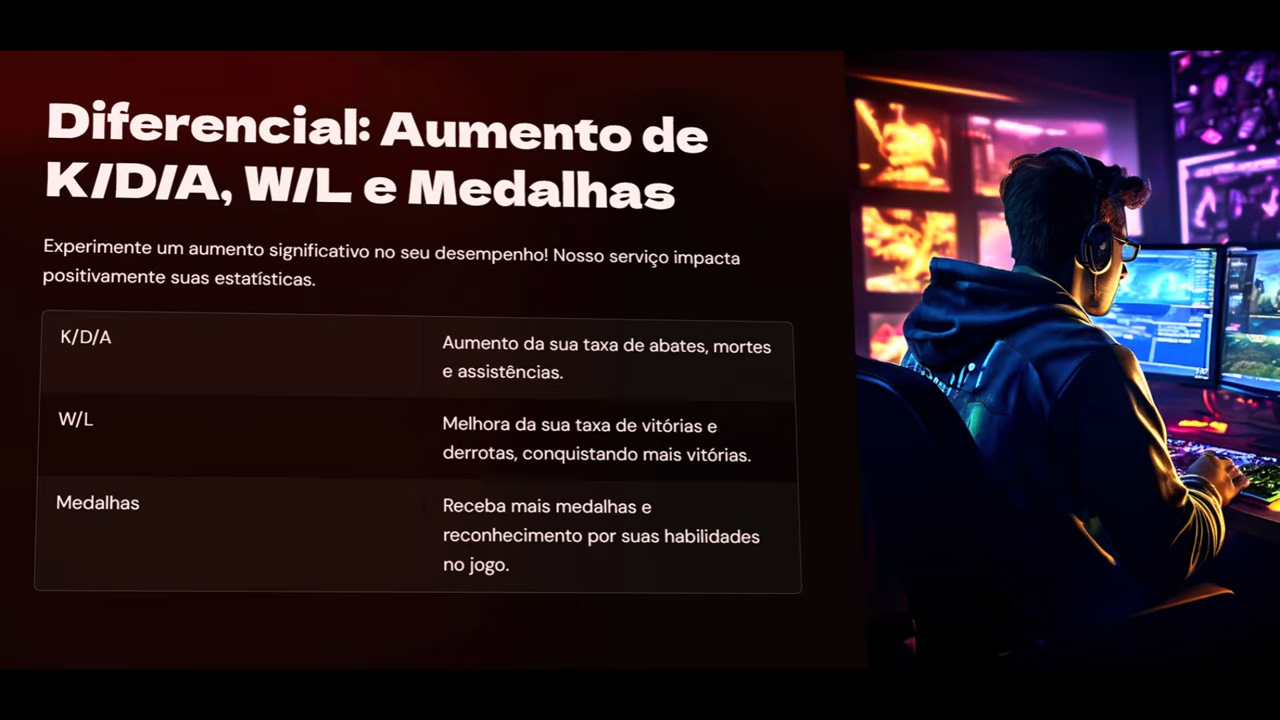 Diferencial: Aumento de
K/D/A, W/L e Medalhas
Experimente um aumento significativo no seu desempenho! Nosso serviço impacta
positivamente suas estatísticas.
K/D/A
Aumento da sua taxa de abates, mortes
e assistências.
W/L
Melhora da sua taxa de vitórias e
derrotas, conquistando mais vitórias.
Medalhas
Receba mais medalhas e
reconhecimento por suas habilidades
no jogo.